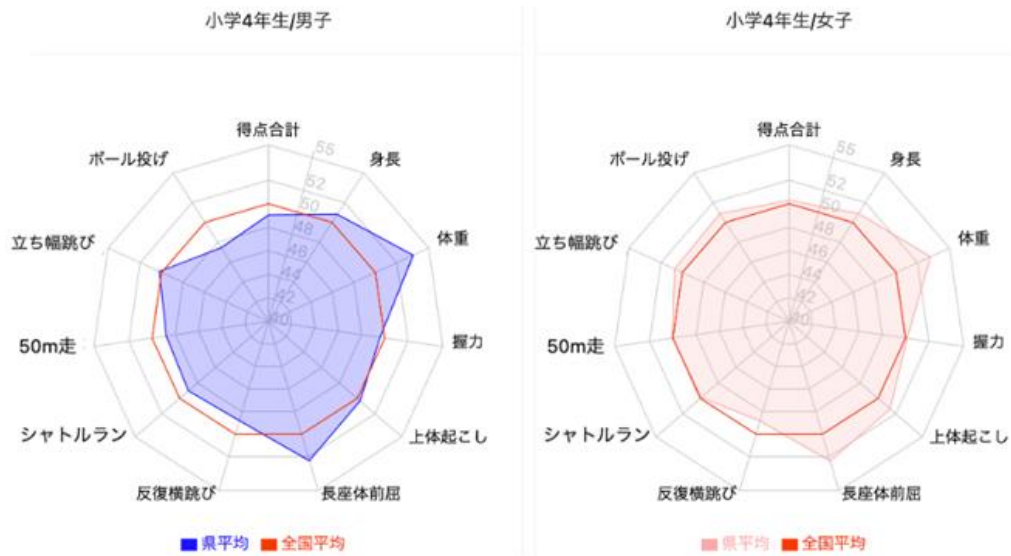 小学4年生/男子
得点合計
55
身長
52
50
48
46
44
42
40
体重
握力
上体起こし
長座体前屈
反復横跳び
シャトルラン
50m走
立ち幅跳び
ボール投げ
県平均 全国平均
小学4年生/女子
得点合計
55
身長
52
50
48
46
44
42
40
体重
握力
上体起こし
長座体前屈
反復横跳び
シャトルラン
50m走
立ち幅跳び
ボール投げ
県平均 全国平均